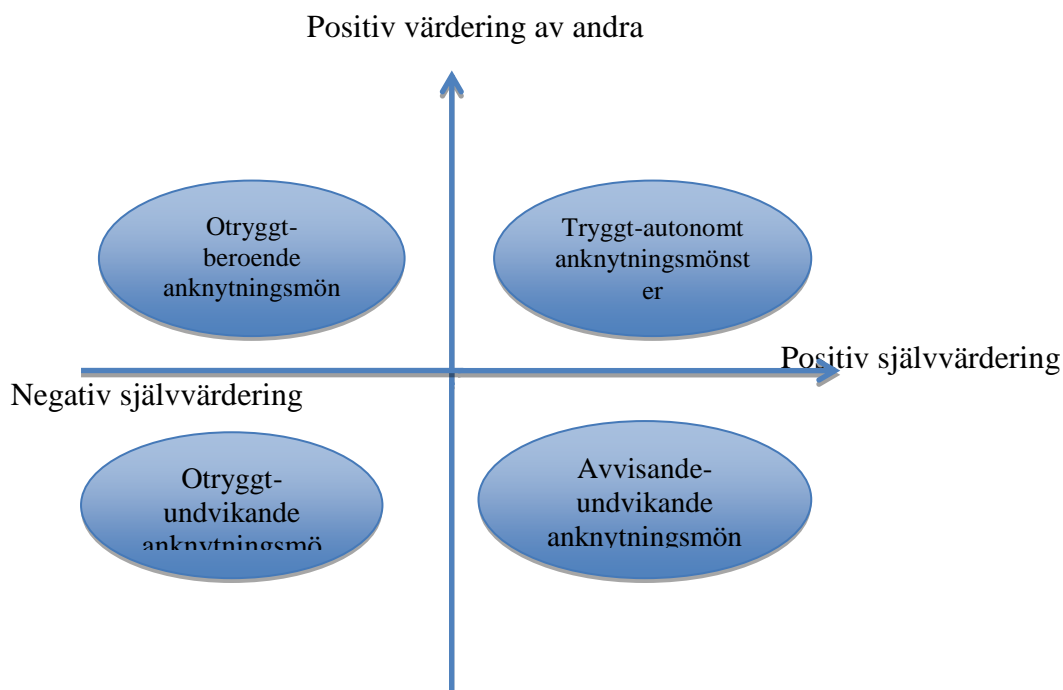 Positiv värdering av andra
Otryggt-
beroende
anknytningsmön
Tryggt-autonomt
anknytningsmönst
er
Positiv självvärdering
Negativ självvärdering
Otryggt-
undvikande
anknytningsmö
Avvisande-
undvikande
anknytningsmön